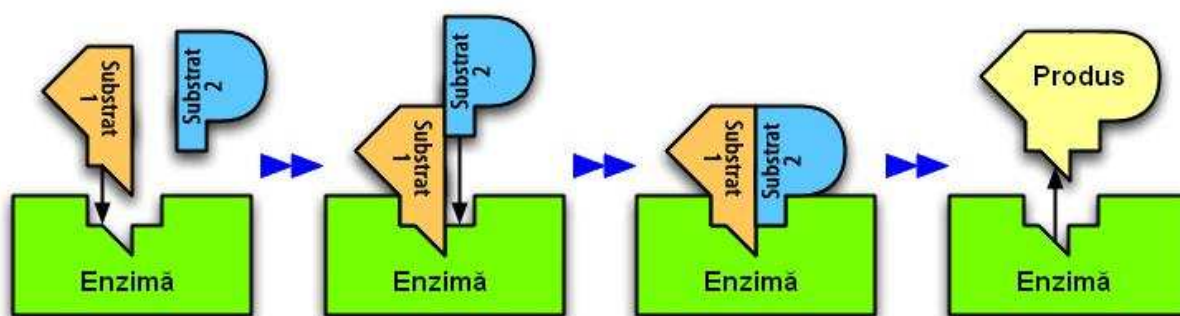 Substrat
1
Substrat
2
Enzimă
Substrat
1
Substrat
2
Enzimă
Substrat
1
Substrat
2
Enzimă
Produs
Enzimă